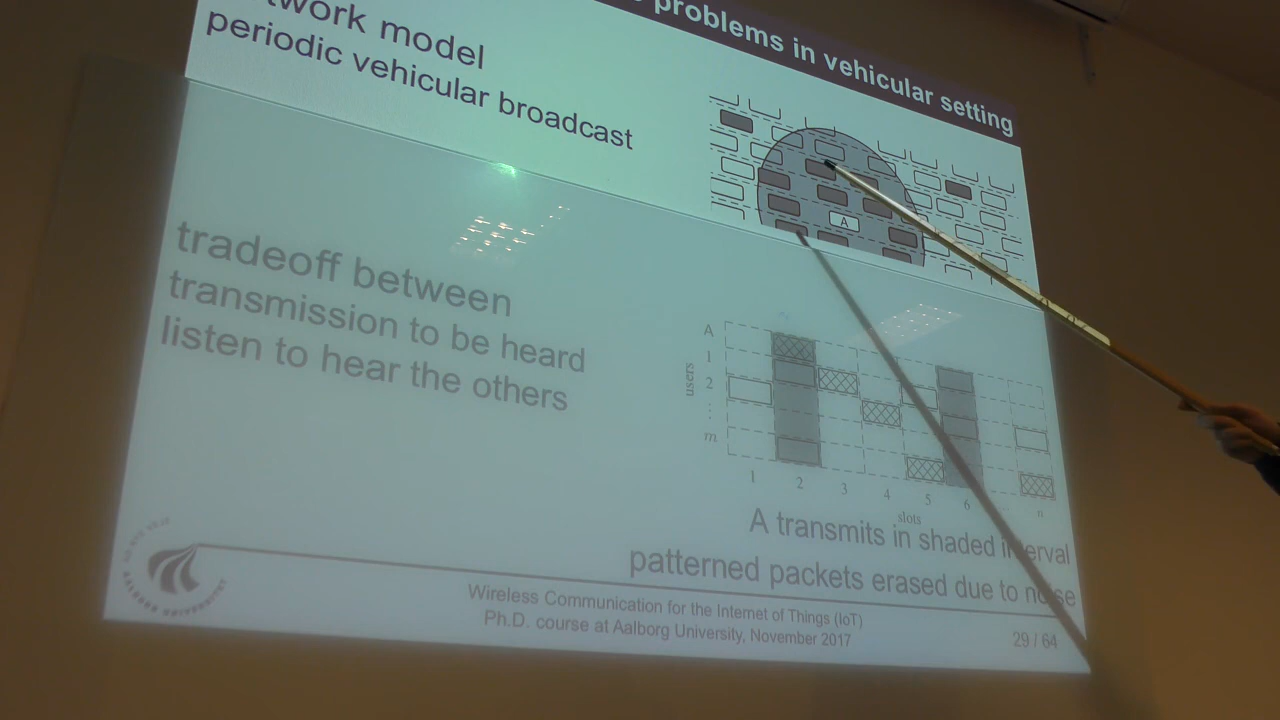 problems in vehicular setting
network model
periodic vehicular broadcast
A
tradeoff between
transmission to be heard
listen to hear the others
users
A
1
2
m
1 2 3 4 5 6 n
slots
A transmits in shaded interval
patterned packets erased due to noise
Wireless Communication for the Internet of Things (IoT)
Ph.D. course at Aalborg University, November 2017
29 / 64